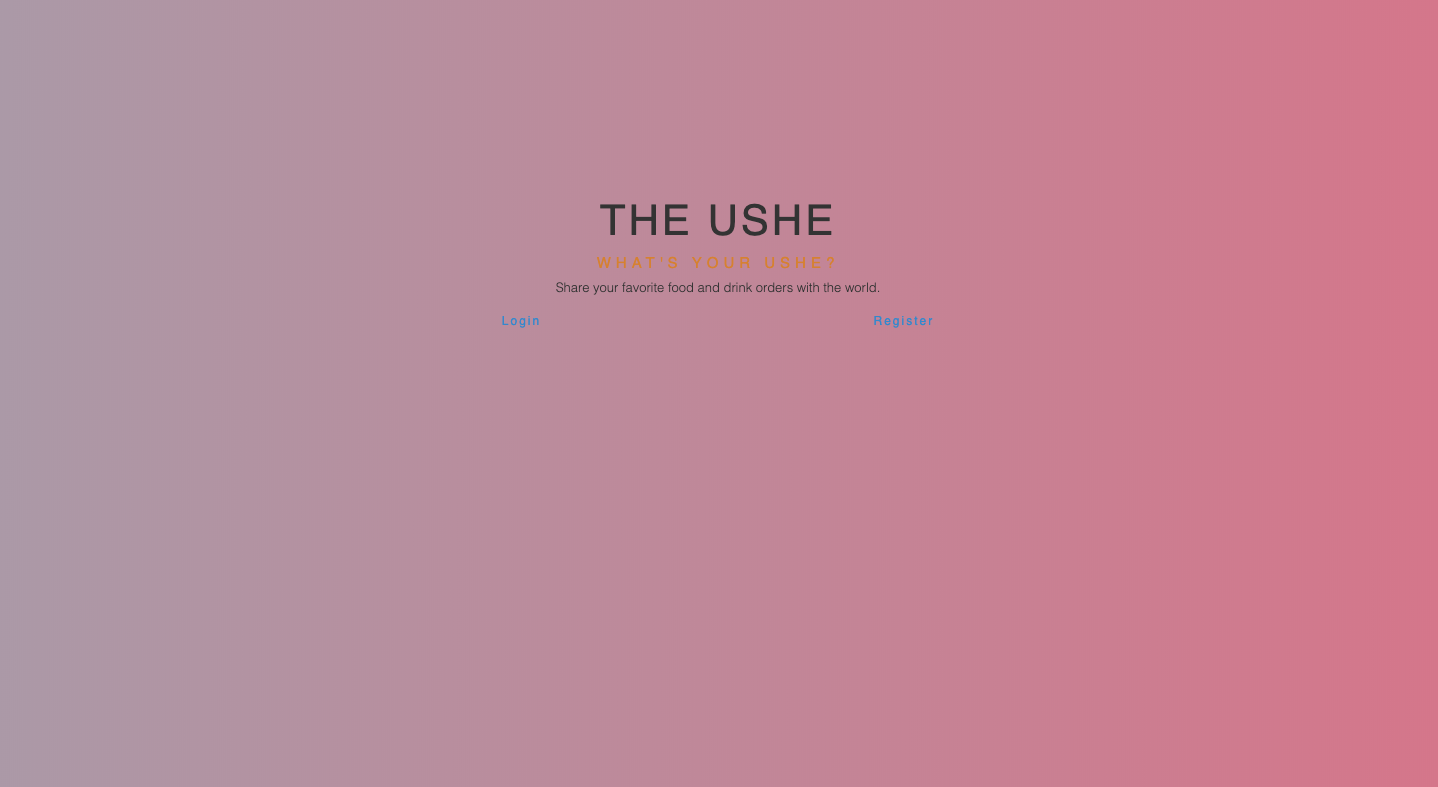 THE USHE
WHAT'S YOUR USHE?
Share your favorite food and drink orders with the world.
Login Register